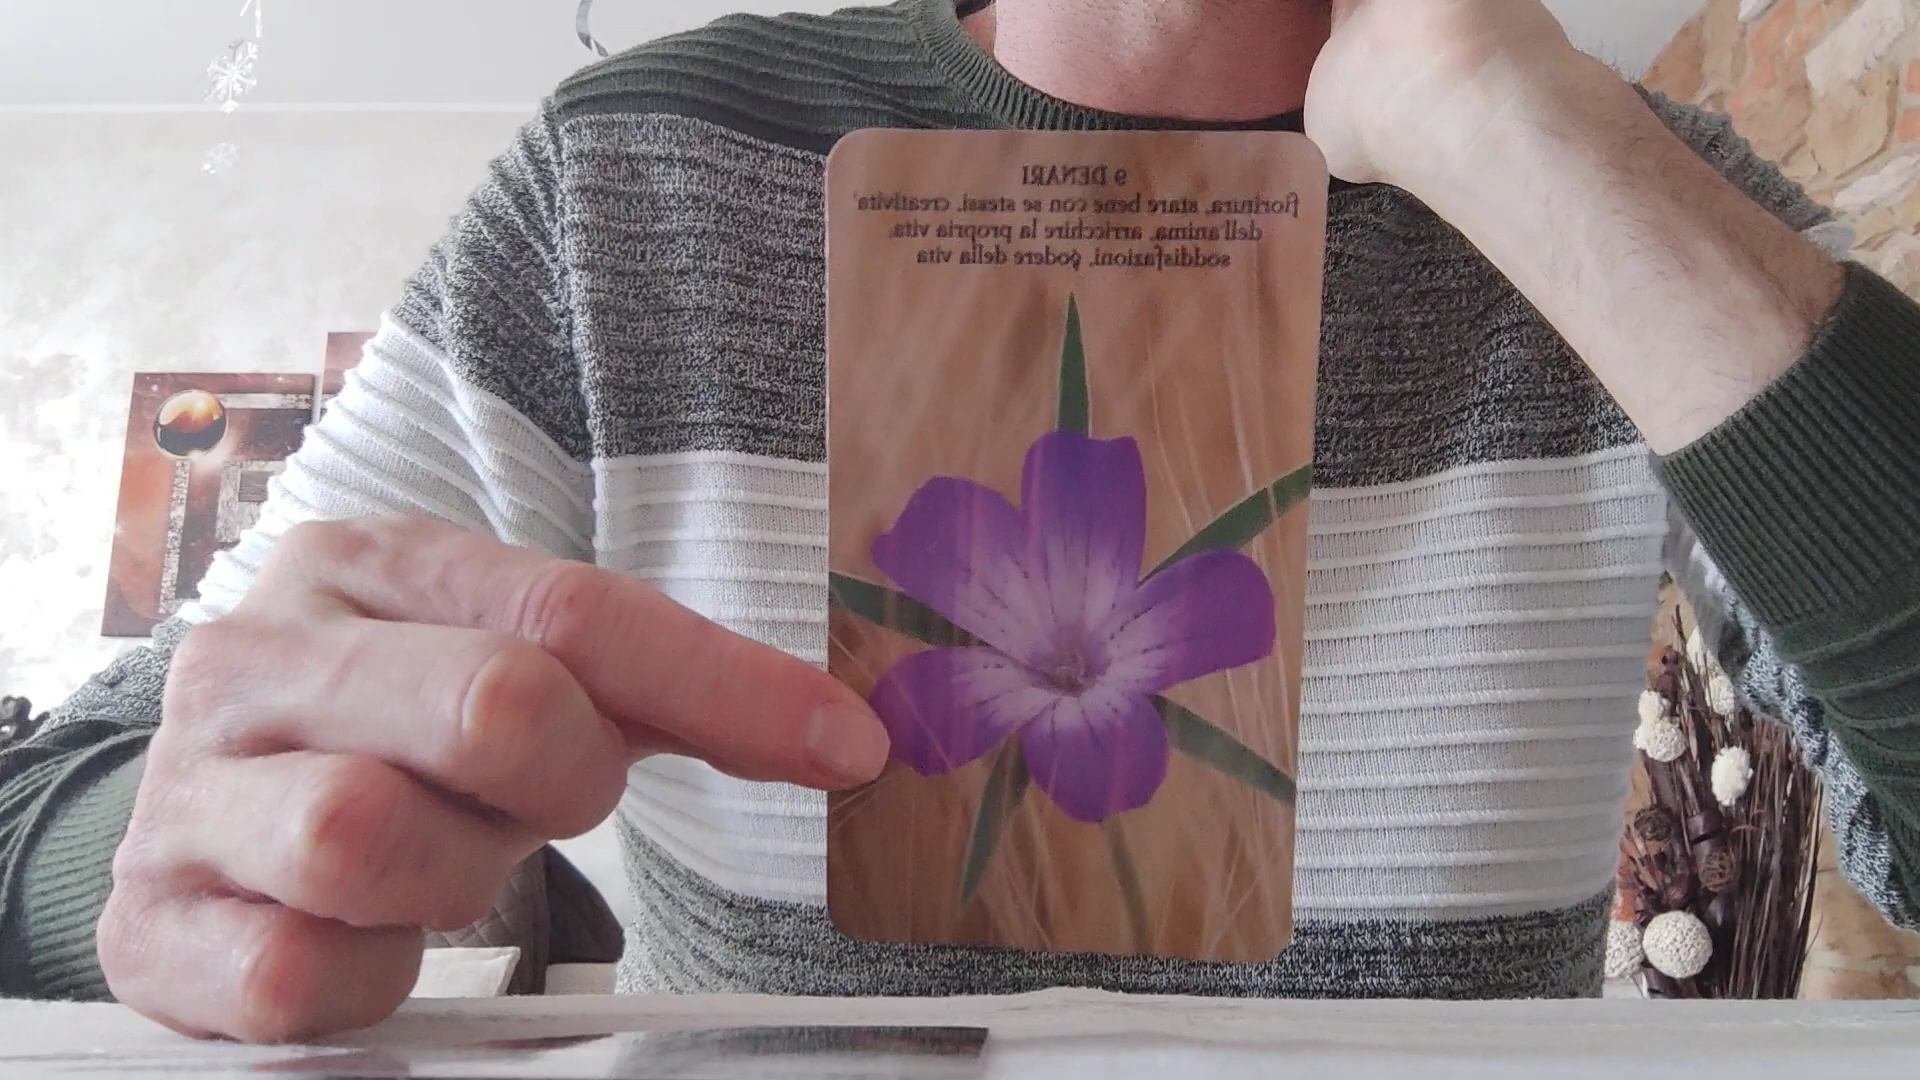 9 DENARI
fioritura, stare bene con se stessi, creativita'
dell'anima, arricchire la propria vita,
soddisfazioni, godere della vita